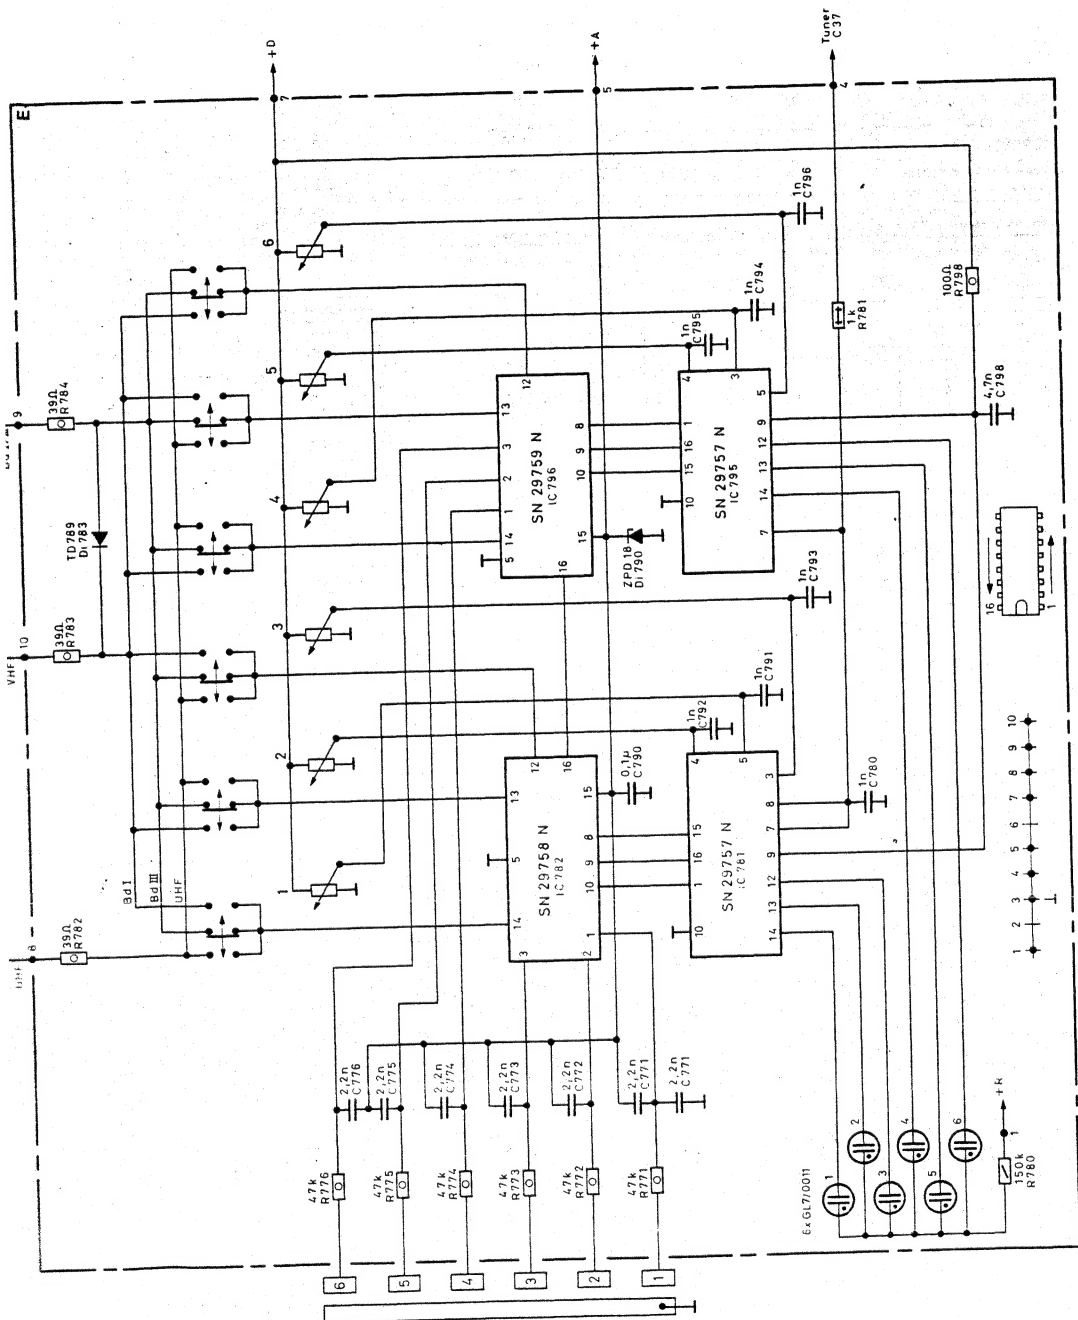 E
+D
7
+A
5
Tuner
C37
4
9
39Ω
R784
TD789
Di783
VHF
10
39Ω
R783
8
39Ω
R782
Bd I
Bd III
UHF
6
5
4
3
2
1
1n
C796
1n
C794
1n
C795
100Ω
R798
1k
R781
4,7n
C798
12
13
3
2
1
14
5
16
SN 29759 N
IC796
8
9
10
15
ZPD 18
Di 790
4
3
1
16
15
10
SN 29757 N
IC795
5
9
12
13
14
7
1n
C793
1n
C791
1n
C792
0,1µ
C790
12
16
13
5
14
3
SN 29758 N
IC782
15
8
9
10
1
2
4
5
15
16
1
10
SN 29757 N
IC781
3
8
7
9
12
13
14
1n
C780
16
1
10
9
8
7
6
5
4
3
2
1
2,2n
C776
2,2n
C775
2,2n
C774
2,2n
C773
2,2n
C772
2,2n
C771
2,2n
C771
47k
R776
47k
R775
47k
R774
47k
R773
47k
R772
47k
R771
6
5
4
3
2
1
6xGL7/0011
1
2
3
4
5
6
1
150k
R780